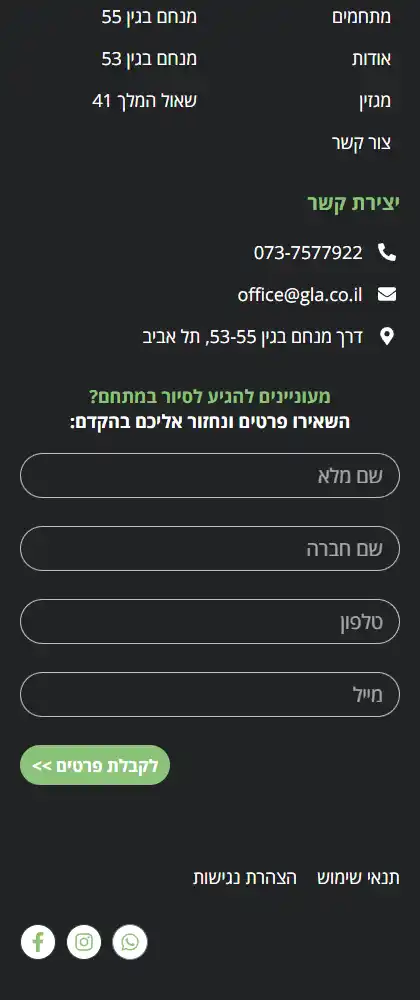 מתחמים
אודות
מגזין
צור קשר
מנחם בגין 55
מנחם בגין 53
שאול המלך 41
יצירת קשר
073-7577922
office@gla.co.il
דרך מנחם בגין 53-55, תל אביב
מעוניינים להגיע לסיור במתחם?
השאירו פרטים ונחזור אליכם בהקדם:
שם מלא
שם חברה
טלפון
מייל
לקבלת פרטים >>
תנאי שימוש הצהרת נגישות